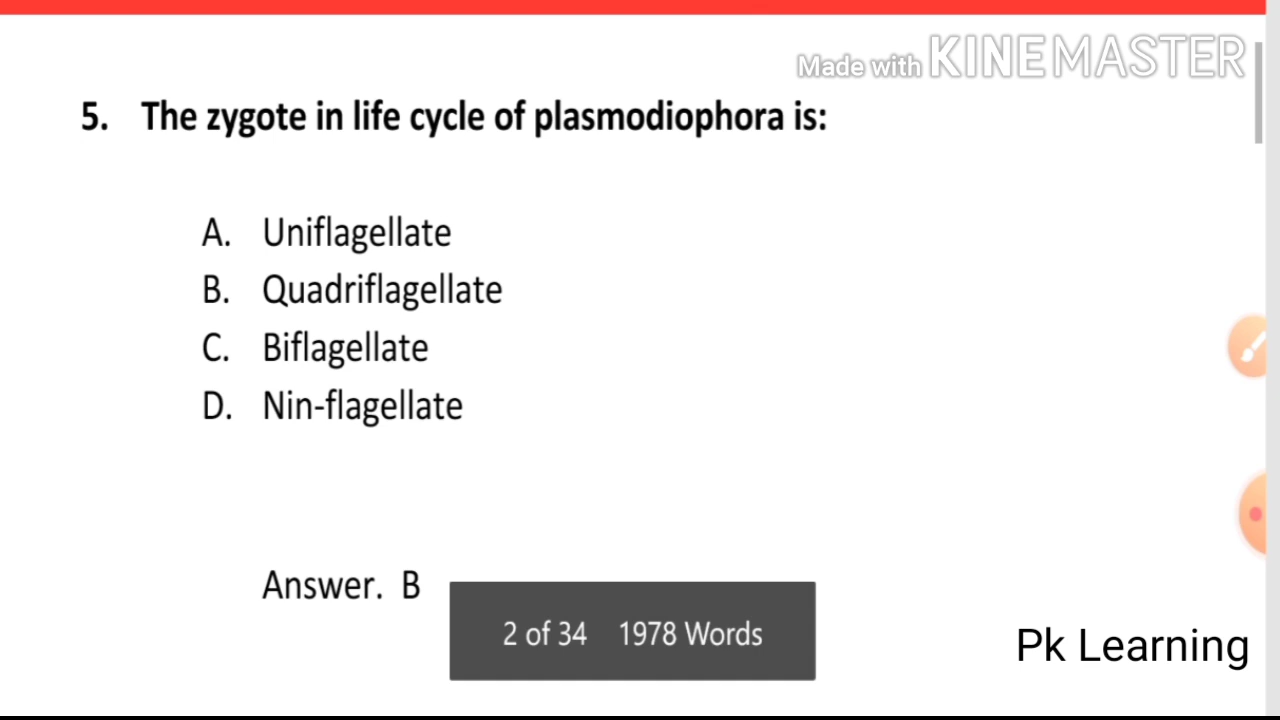 Made with KINEMASTER
5. The zygote in life cycle of plasmodiophora is:
A. Uniflagellate
B. Quadriflagellate
C. Biflagellate
D. Nin-flagellate
Answer. B
2 of 34 1978 Words
Pk Learning